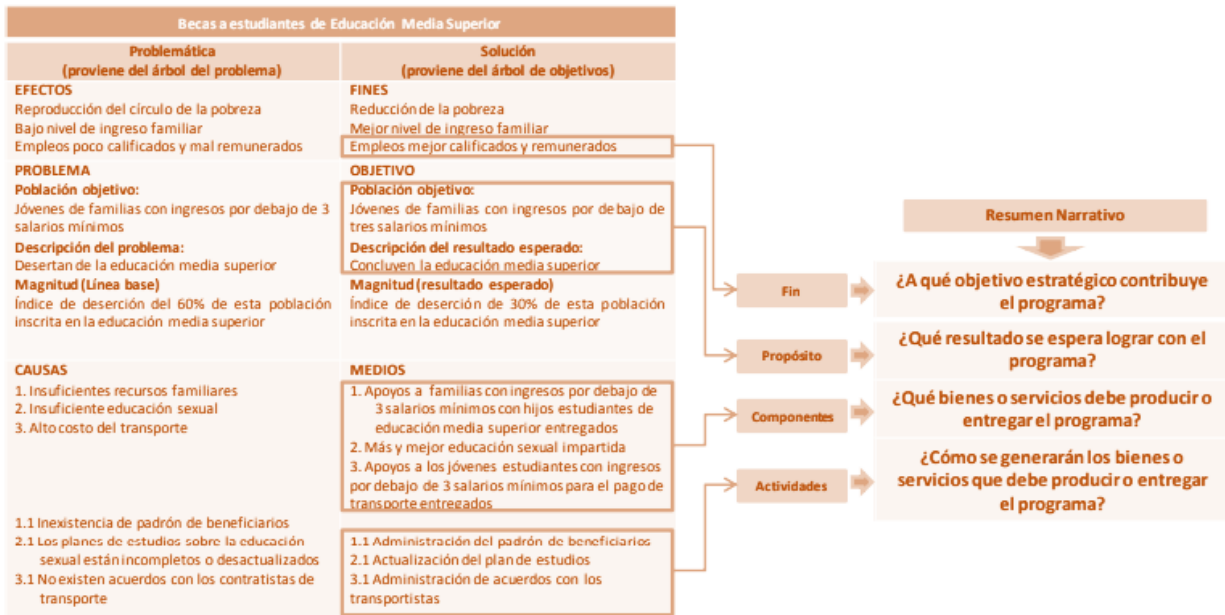 Becas a estudiantes de Educación Media Superior
Problemática
(proviene del árbol del problema)
Solución
(proviene del árbol de objetivos)
EFECTOS
Reproducción del círculo de la pobreza
Bajo nivel de ingreso familiar
Empleos poco calificados y mal remunerados
FINES
Reducción de la pobreza
Mejor nivel de ingreso familiar
Empleos mejor calificados y remunerados
PROBLEMA
Población objetivo:
Jóvenes de familias con ingresos por debajo de 3
salarios mínimos
Descripción del problema:
Desertan de la educación media superior
Magnitud (Línea base)
Índice de deserción del 60% de esta población
inscrita en la educación media superior
OBJETIVO
Población objetivo:
Jóvenes de familias con ingresos por debajo de
tres salarios mínimos
Descripción del resultado esperado:
Concluyen la educación media superior
Magnitud (resultado esperado)
Índice de deserción de 30% de esta población
inscrita en la educación media superior
CAUSAS
1. Insuficientes recursos familiares
2. Insuficiente educación sexual
3. Alto costo del transporte
1.1 Inexistencia de padrón de beneficiarios
2.1 Los planes de estudios sobre la educación
sexual están incompletos o desactualizados
3.1 No existen acuerdos con los contratistas de
transporte
MEDIOS
1. Apoyos a familias con ingresos por debajo de
3 salarios mínimos con hijos estudiantes de
educación media superior entregados
2. Más y mejor educación sexual impartida
3. Apoyos a los jóvenes estudiantes con ingresos
por debajo de 3 salarios mínimos para el pago de
transporte entregados
1.1 Administración del padrón de beneficiarios
2.1 Actualización del plan de estudios
3.1 Administración de acuerdos con los
transportistas
Resumen Narrativo
Fin
¿A qué objetivo estratégico contribuye
el programa?
Propósito
¿Qué resultado se espera lograr con el
programa?
Componentes
¿Qué bienes o servicios debe producir o
entregar el programa?
Actividades
¿Cómo se generarán los bienes o
servicios que debe producir o entregar
el programa?